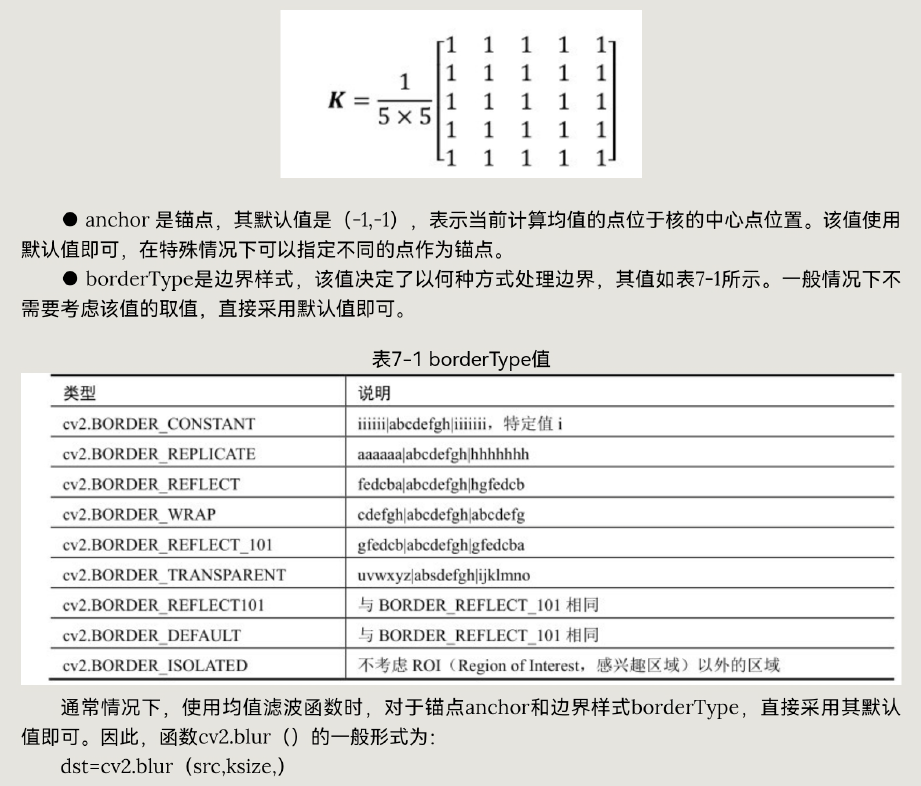 K = 1/(5 × 5) [1 1 1 1 1
1 1 1 1 1
1 1 1 1 1
1 1 1 1 1
1 1 1 1 1]
● anchor 是锚点，其默认值是（-1,-1），表示当前计算均值的点位于核的中心点位置。该值使用
默认值即可，在特殊情况下可以指定不同的点作为锚点。
● borderType是边界样式，该值决定了以何种方式处理边界，其值如表7-1所示。一般情况下不
需要考虑该值的取值，直接采用默认值即可。
表7-1 borderType值
类型 说明
cv2.BORDER_CONSTANT iiiiii|abcdefgh|iiiiiii，特定值 i
cv2.BORDER_REPLICATE aaaaaa|abcdefgh|hhhhhhh
cv2.BORDER_REFLECT fedcba|abcdefgh|hgfedcb
cv2.BORDER_WRAP cdefgh|abcdefgh|abcdefg
cv2.BORDER_REFLECT_101 gfedcb|abcdefgh|gfedcba
cv2.BORDER_TRANSPARENT uvwxyz|absdefgh|ijklmno
cv2.BORDER_REFLECT101 与 BORDER_REFLECT_101 相同
cv2.BORDER_DEFAULT 与 BORDER_REFLECT_101 相同
cv2.BORDER_ISOLATED 不考虑 ROI（Region of Interest，感兴趣区域）以外的区域
通常情况下，使用均值滤波函数时，对于锚点anchor和边界样式borderType，直接采用其默认
值即可。因此，函数cv2.blur（）的一般形式为：
dst=cv2.blur（src,ksize,）